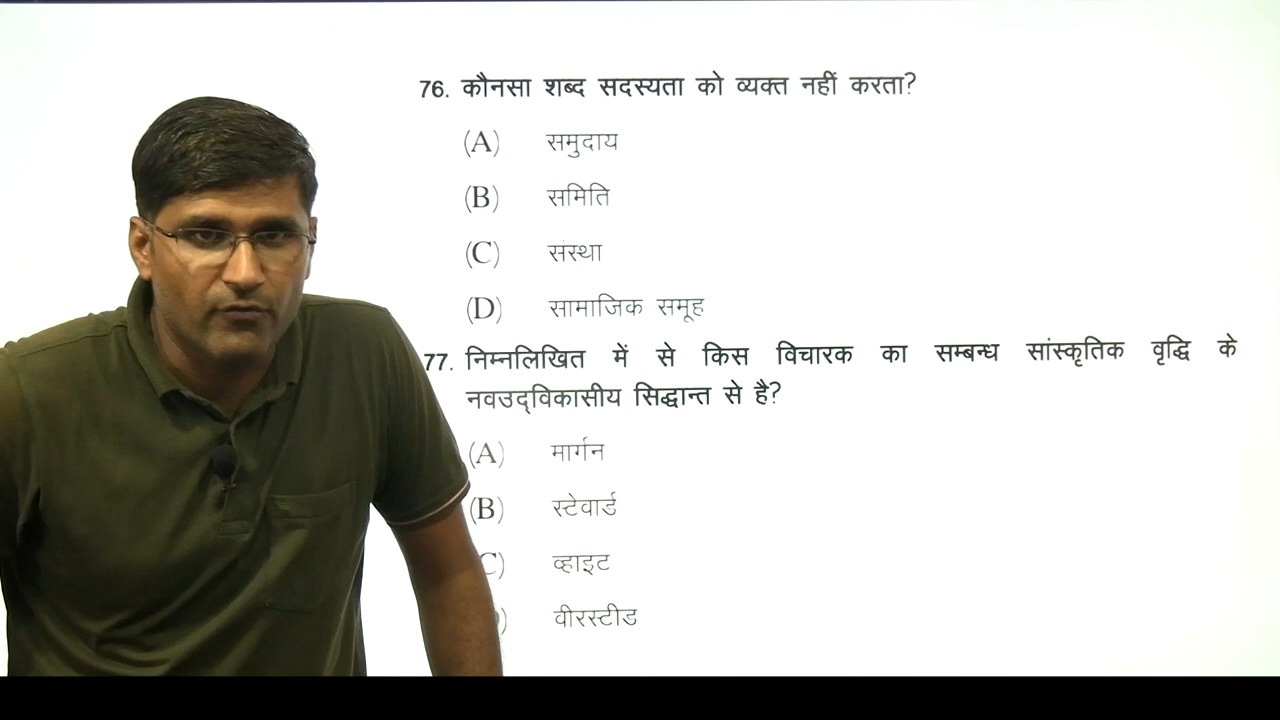 76. कौनसा शब्द सदस्यता को व्यक्त नहीं करता?
(A) समुदाय
(B) समिति
(C) संस्था
(D) सामाजिक समूह
77. निम्नलिखित में से किस विचारक का सम्बन्ध सांस्कृतिक वृद्धि के
नवउद्‌विकासीय सिद्धान्त से है?
(A) मार्गन
(B) स्टेवार्ड
C) व्हाइट
) वीरस्टीड